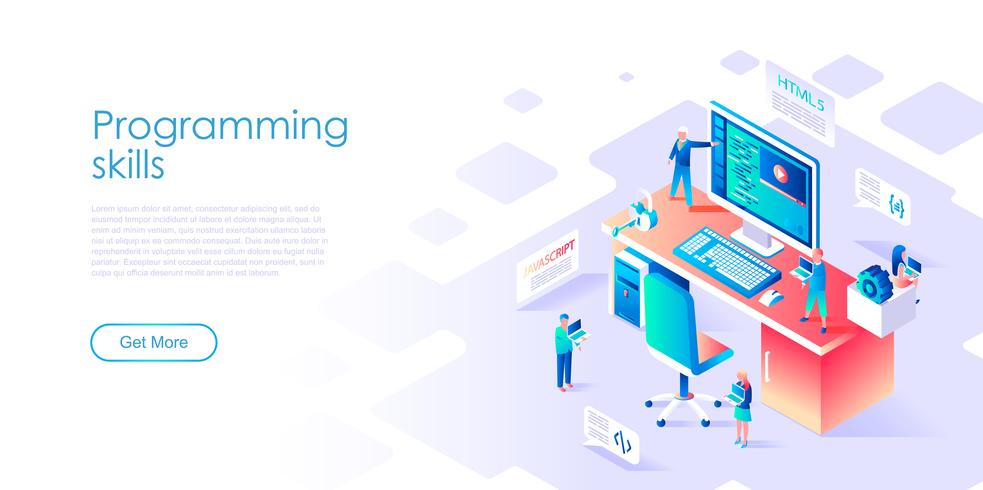 Programming
skills
Lorem ipsum dolor sit amet, consectetur adipiscing elit, sed do
eiusmod tempor incididunt ut labore et dolore magna
aliqua. Ut enim ad minim veniam, quis nostrud exercitation
ullamco laboris nisi ut aliquip ex ea commodo
consequat. Duis aute irure dolor in
reprehenderit in voluptate velit esse cillum dolore eu fugiat nulla
pariatur. Excepteur sint occaecat cupidatat non proident, sunt in
culpa qui officia deserunt mollit anim id est laborum.
Get More
HTML5
{≡}
JAVASCRIPT
</>